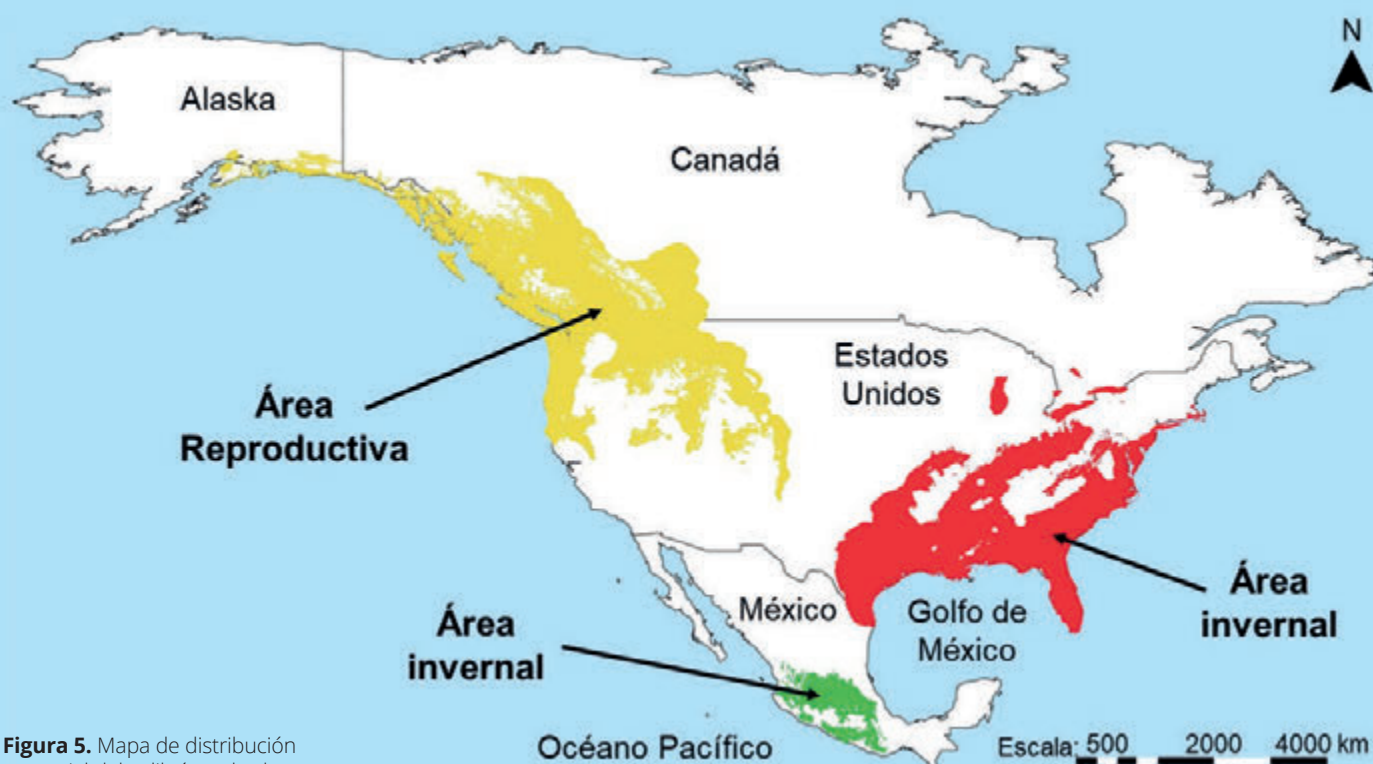 N
Alaska
Canadá
Estados
Unidos
Área
Reproductiva
Área
invernal
México
Golfo de
México
Área
invernal
Figura 5. Mapa de distribución
Océano Pacífico
Escala: 500 2000 4000 km